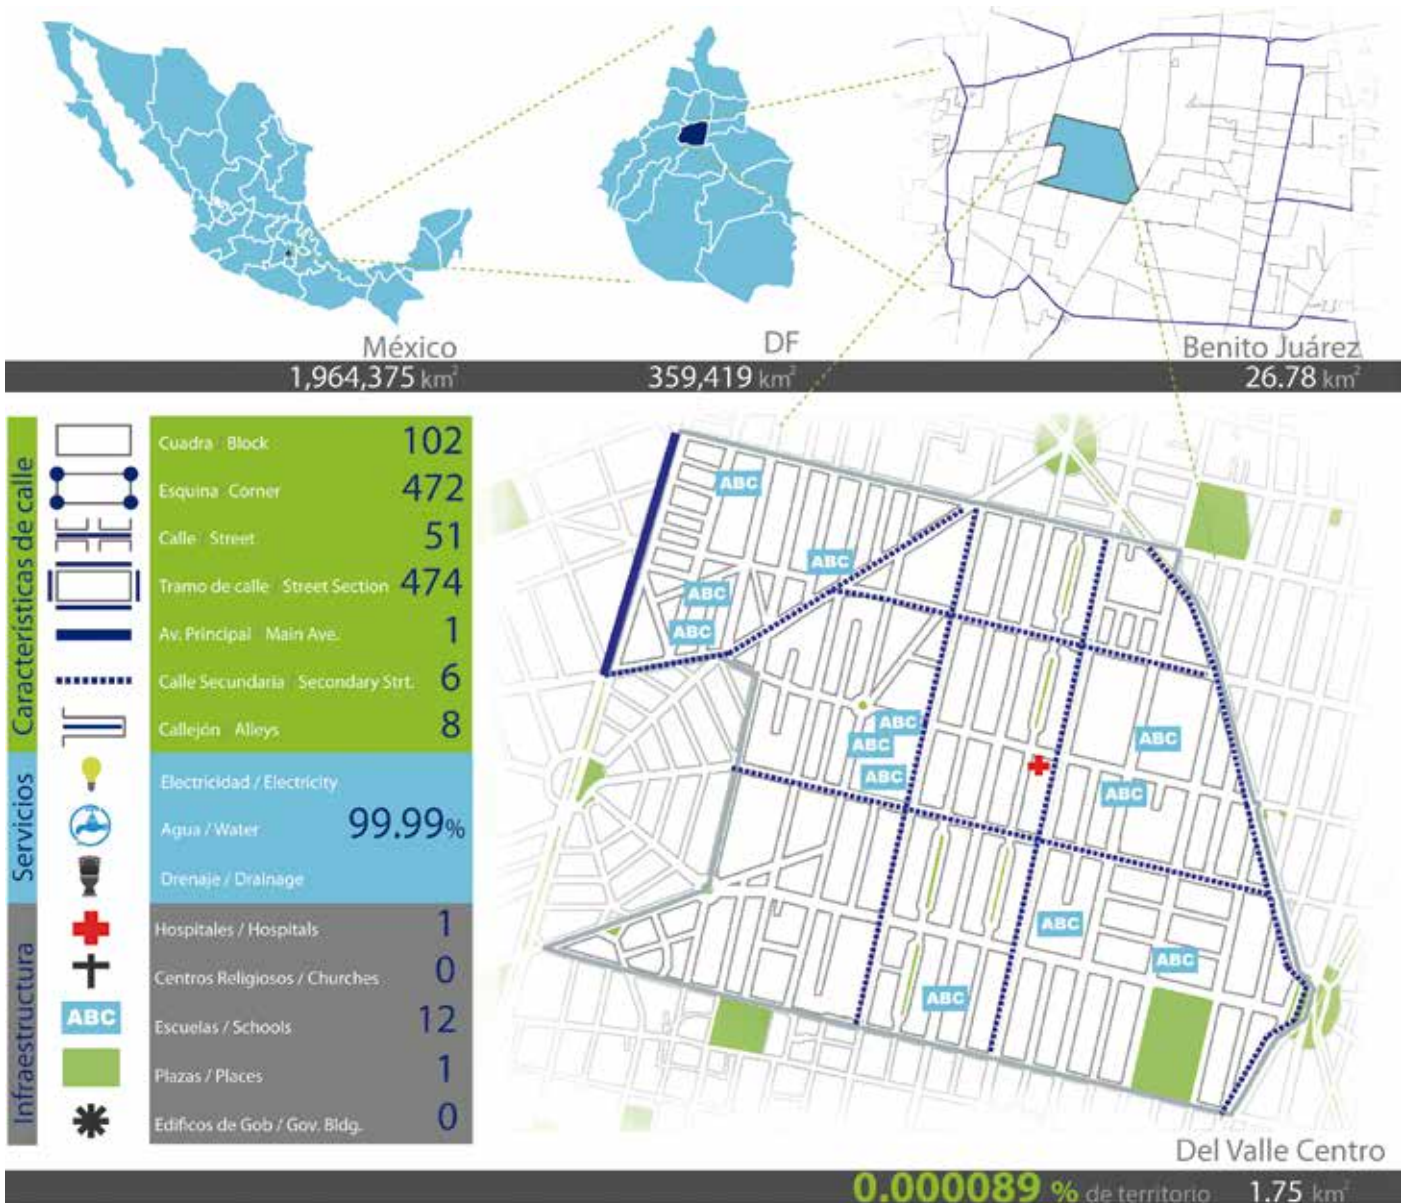 México
1,964,375 km²
DF
359,419 km²
Benito Juárez
26.78 km²
Características de calle
Cuadra Block 102
Esquina Corner 472
Calle Street 51
Tramo de calle Street Section 474
Av. Principal Main Ave. 1
Calle Secundaria Secondary Strt. 6
Callejón Alleys 8
Servicios
Electricidad / Electricity
Agua / Water 99.99%
Drenaje / Drainage
Infraestructura
Hospitales / Hospitals 1
Centros Religiosos / Churches 0
ABC Escuelas / Schools 12
Plazas / Places 1
Edificos de Gob / Gov. Bldg. 0
ABC
ABC
ABC
ABC
ABC
ABC
ABC
ABC
ABC
ABC
ABC
ABC
Del Valle Centro
0.000089 % de territorio 1.75 km²